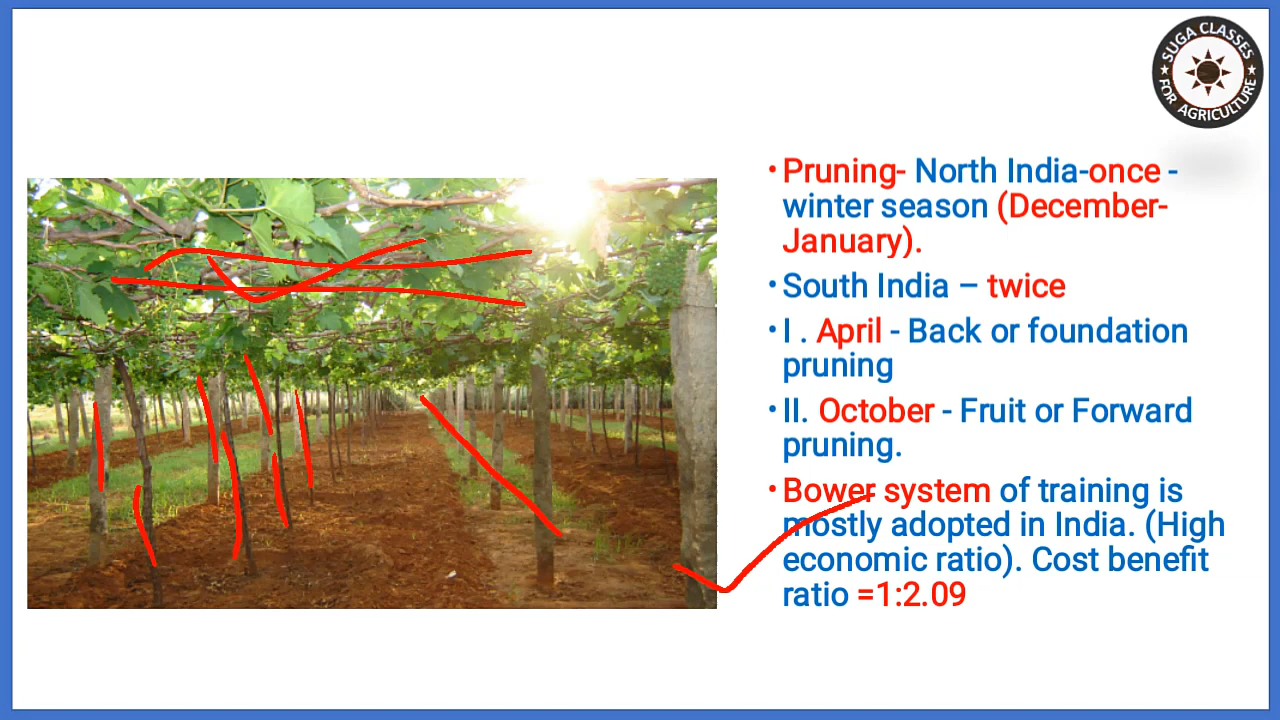 SUGA CLASSES
FOR AGRICULTURE
•Pruning- North India-once -
winter season (December-
January).
•South India – twice
•I . April - Back or foundation
pruning
•II. October - Fruit or Forward
pruning.
•Bower system of training is
mostly adopted in India. (High
economic ratio). Cost benefit
ratio =1:2.09